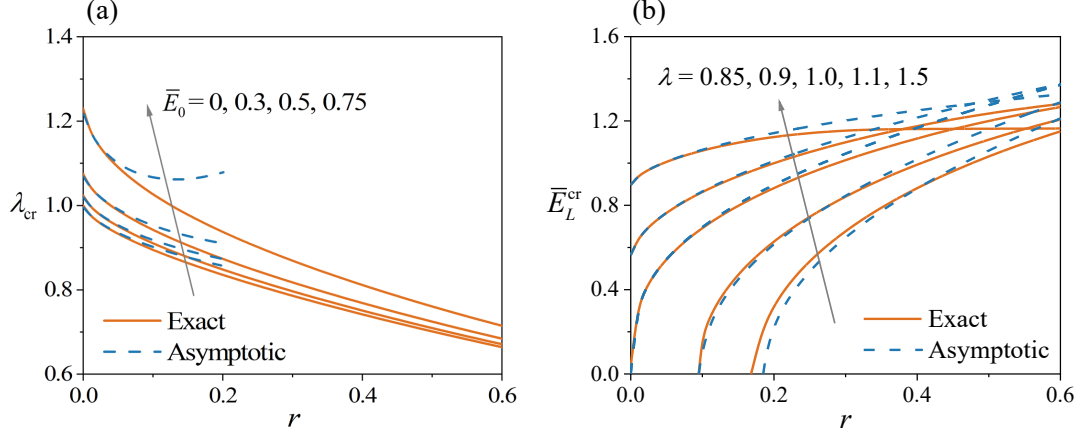 (a)
1.4
1.2
1.0
0.8
0.6
λcr
E̅0 = 0, 0.3, 0.5, 0.75
Exact
Asymptotic
0.0
0.2
0.4
0.6
r
(b)
1.6
1.2
0.8
0.4
0.0
E̅Lcr
λ = 0.85, 0.9, 1.0, 1.1, 1.5
Exact
Asymptotic
0.0
0.2
0.4
0.6
r